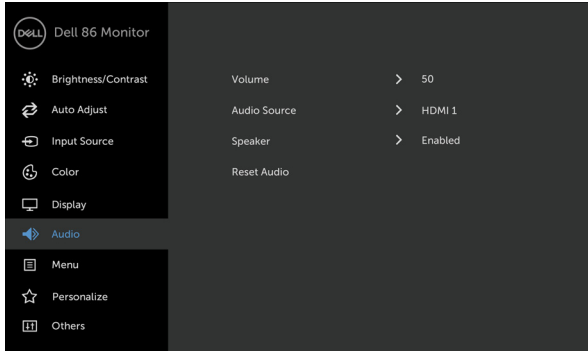 DELL Dell 86 Monitor
Brightness/Contrast
Auto Adjust
Input Source
Color
Display
Audio
Menu
Personalize
Others
Volume > 50
Audio Source > HDMI 1
Speaker > Enabled
Reset Audio